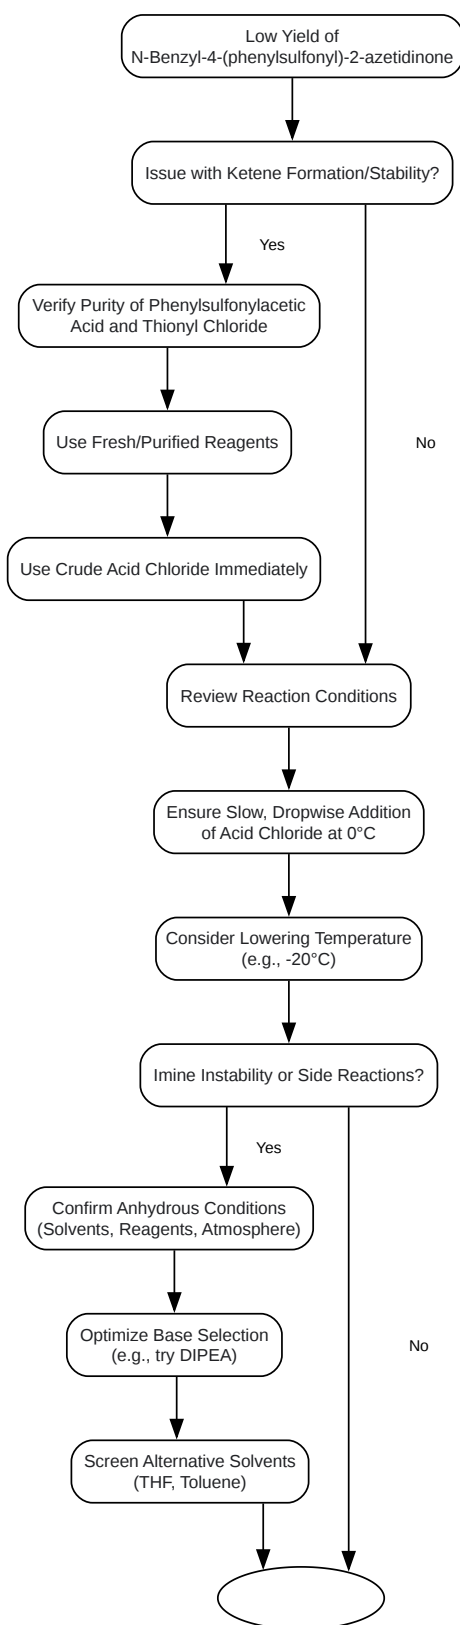 Low Yield of
N-Benzyl-4-(phenylsulfonyl)-2-azetidinone
Issue with Ketene Formation/Stability?
Yes
Verify Purity of Phenylsulfonylacetic
Acid and Thionyl Chloride
Use Fresh/Purified Reagents
No
Use Crude Acid Chloride Immediately
Review Reaction Conditions
Ensure Slow, Dropwise Addition
of Acid Chloride at 0°C
Consider Lowering Temperature
(e.g., -20°C)
Imine Instability or Side Reactions?
Yes
Confirm Anhydrous Conditions
(Solvents, Reagents, Atmosphere)
Optimize Base Selection
(e.g., try DIPEA)
No
Screen Alternative Solvents
(THF, Toluene)